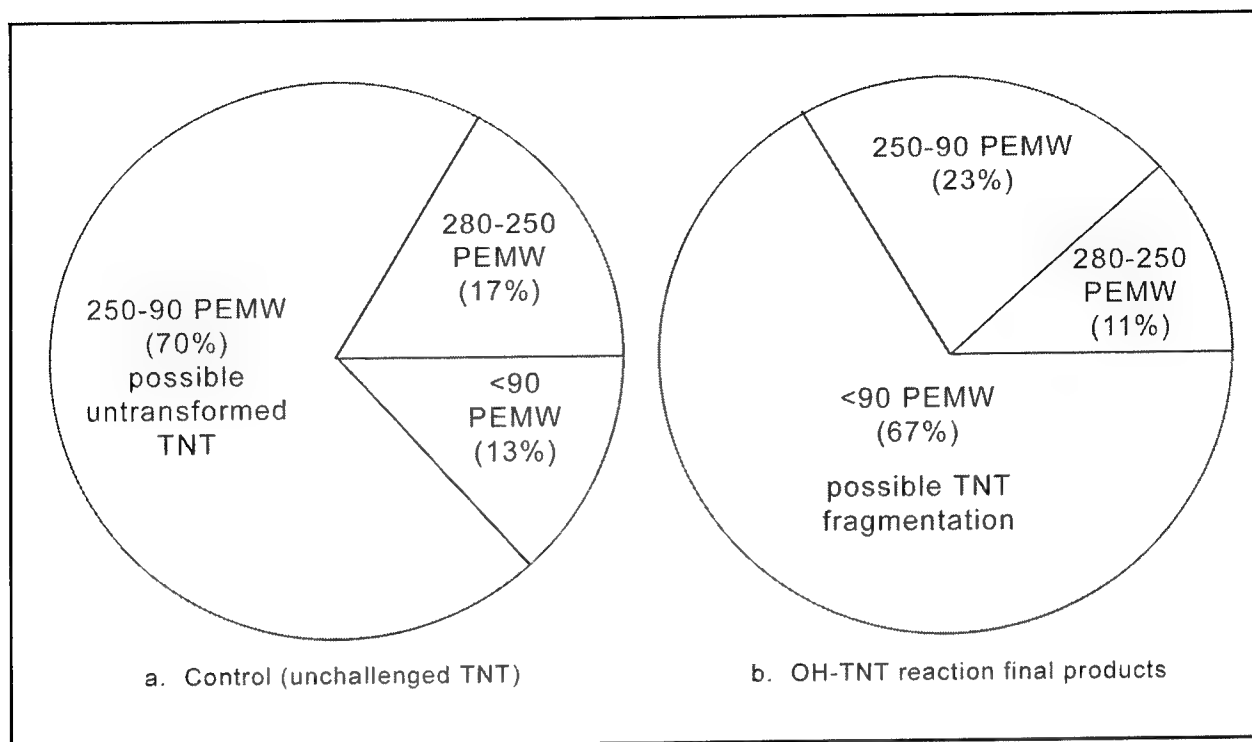 250-90 PEMW
(70%)
possible
untransformed
TNT
280-250
PEMW
(17%)
<90
PEMW
(13%)
a. Control (unchallenged TNT)
250-90 PEMW
(23%)
280-250
PEMW
(11%)
<90 PEMW
(67%)
possible TNT
fragmentation
b. OH-TNT reaction final products